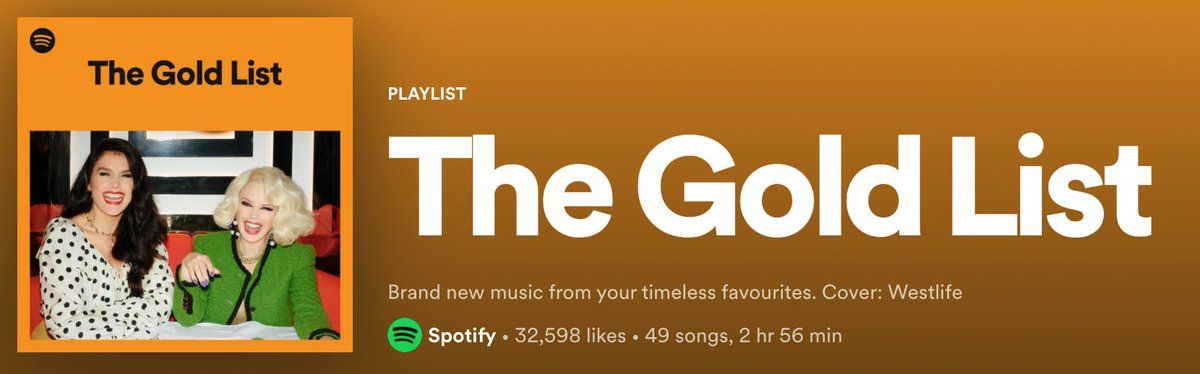 The Gold List
PLAYLIST
The Gold List
Brand new music from your timeless favourites. Cover: Westlife
Spotify • 32,598 likes • 49 songs, 2 hr 56 min